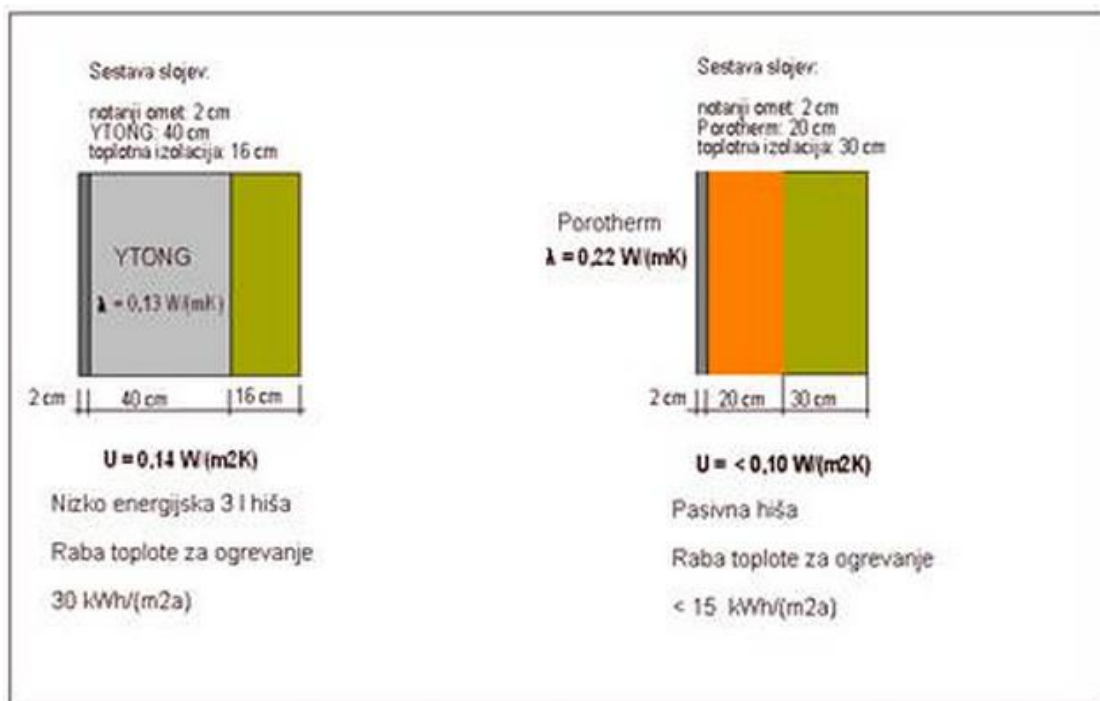 Sestava slojev:
notanji omet: 2 cm
YTONG: 40 cm
toplotna izolacija: 16 cm
YTONG
λ = 0,13 W/(mK)
2 cm
40 cm
16 cm
U = 0,14 W/(m2K)
Nizko energijska 3 l hiša
Raba toplote za ogrevanje
30 kWh/(m2a)
Sestava slojev:
notanji omet: 2 cm
Porotherm: 20 cm
toplotna izolacija: 30 cm
Porotherm
λ = 0,22 W/(mK)
2 cm
20 cm
30 cm
U = < 0,10 W/(m2K)
Pasivna hiša
Raba toplote za ogrevanje
< 15 kWh/(m2a)